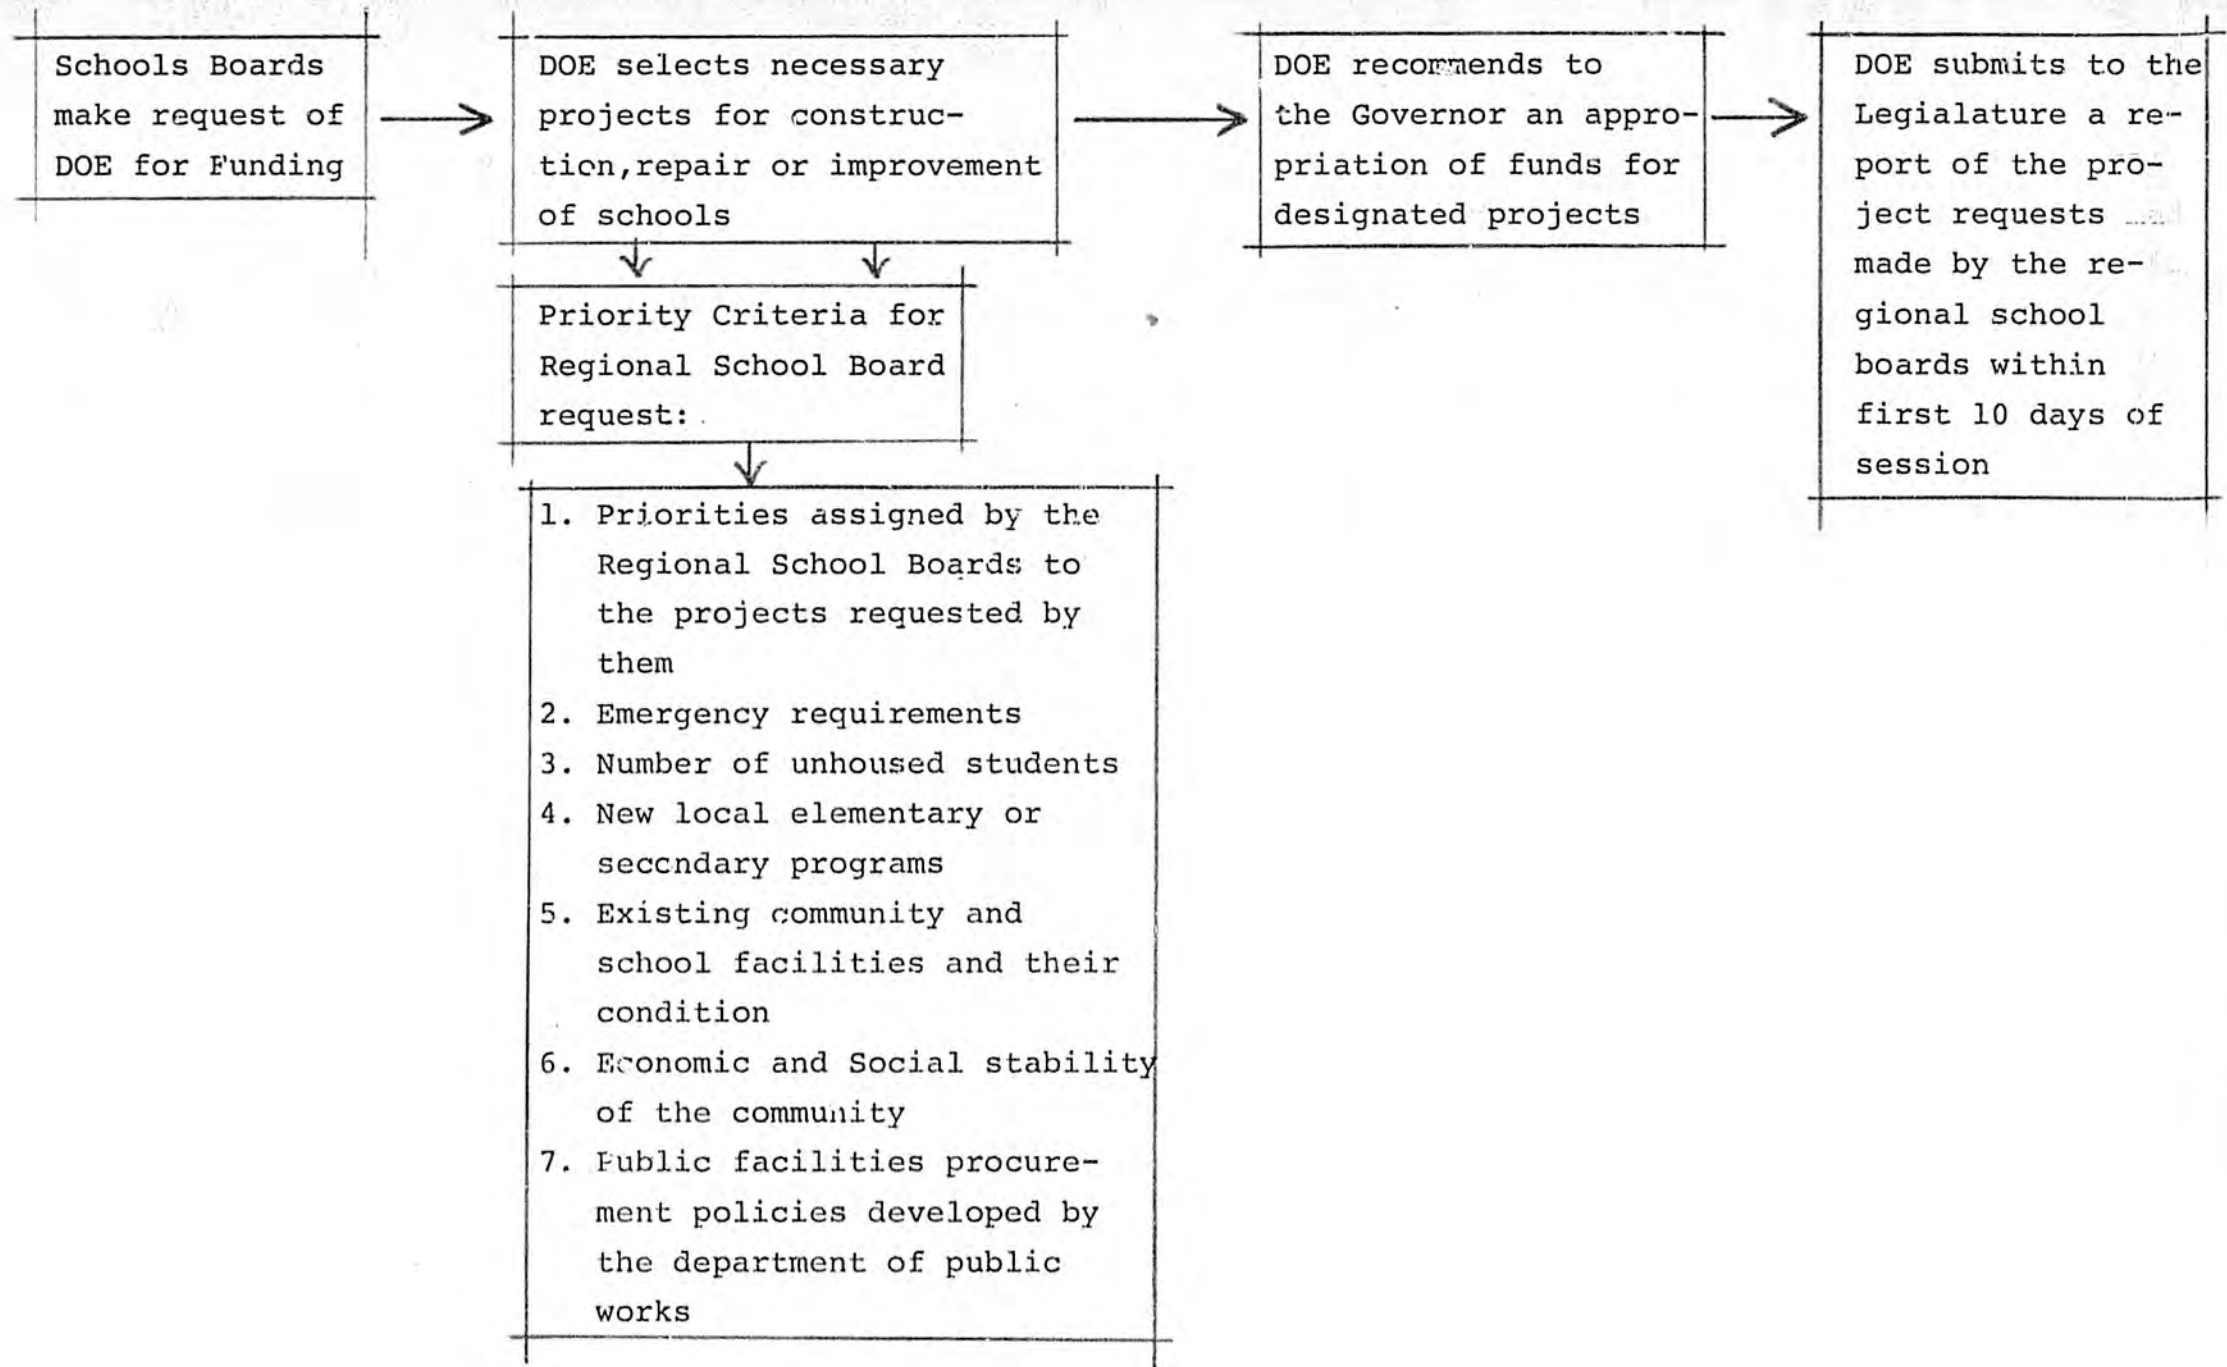 Schools Boards
make request of
DOE for Funding
DOE selects necessary
projects for construc-
tion,repair or improvement
of schools
Priority Criteria for
Regional School Board
request:
1. Priorities assigned by the
Regional School Boards to
the projects requested by
them
2. Emergency requirements
3. Number of unhoused students
4. New local elementary or
secondary programs
5. Existing community and
school facilities and their
condition
6. Economic and Social stability
of the community
7. Public facilities procure-
ment policies developed by
the department of public
works
DOE recommends to
the Governor an appro-
priation of funds for
designated projects
DOE submits to the
Legialature a re-
port of the pro-
ject requests
made by the re-
gional school
boards within
first 10 days of
session